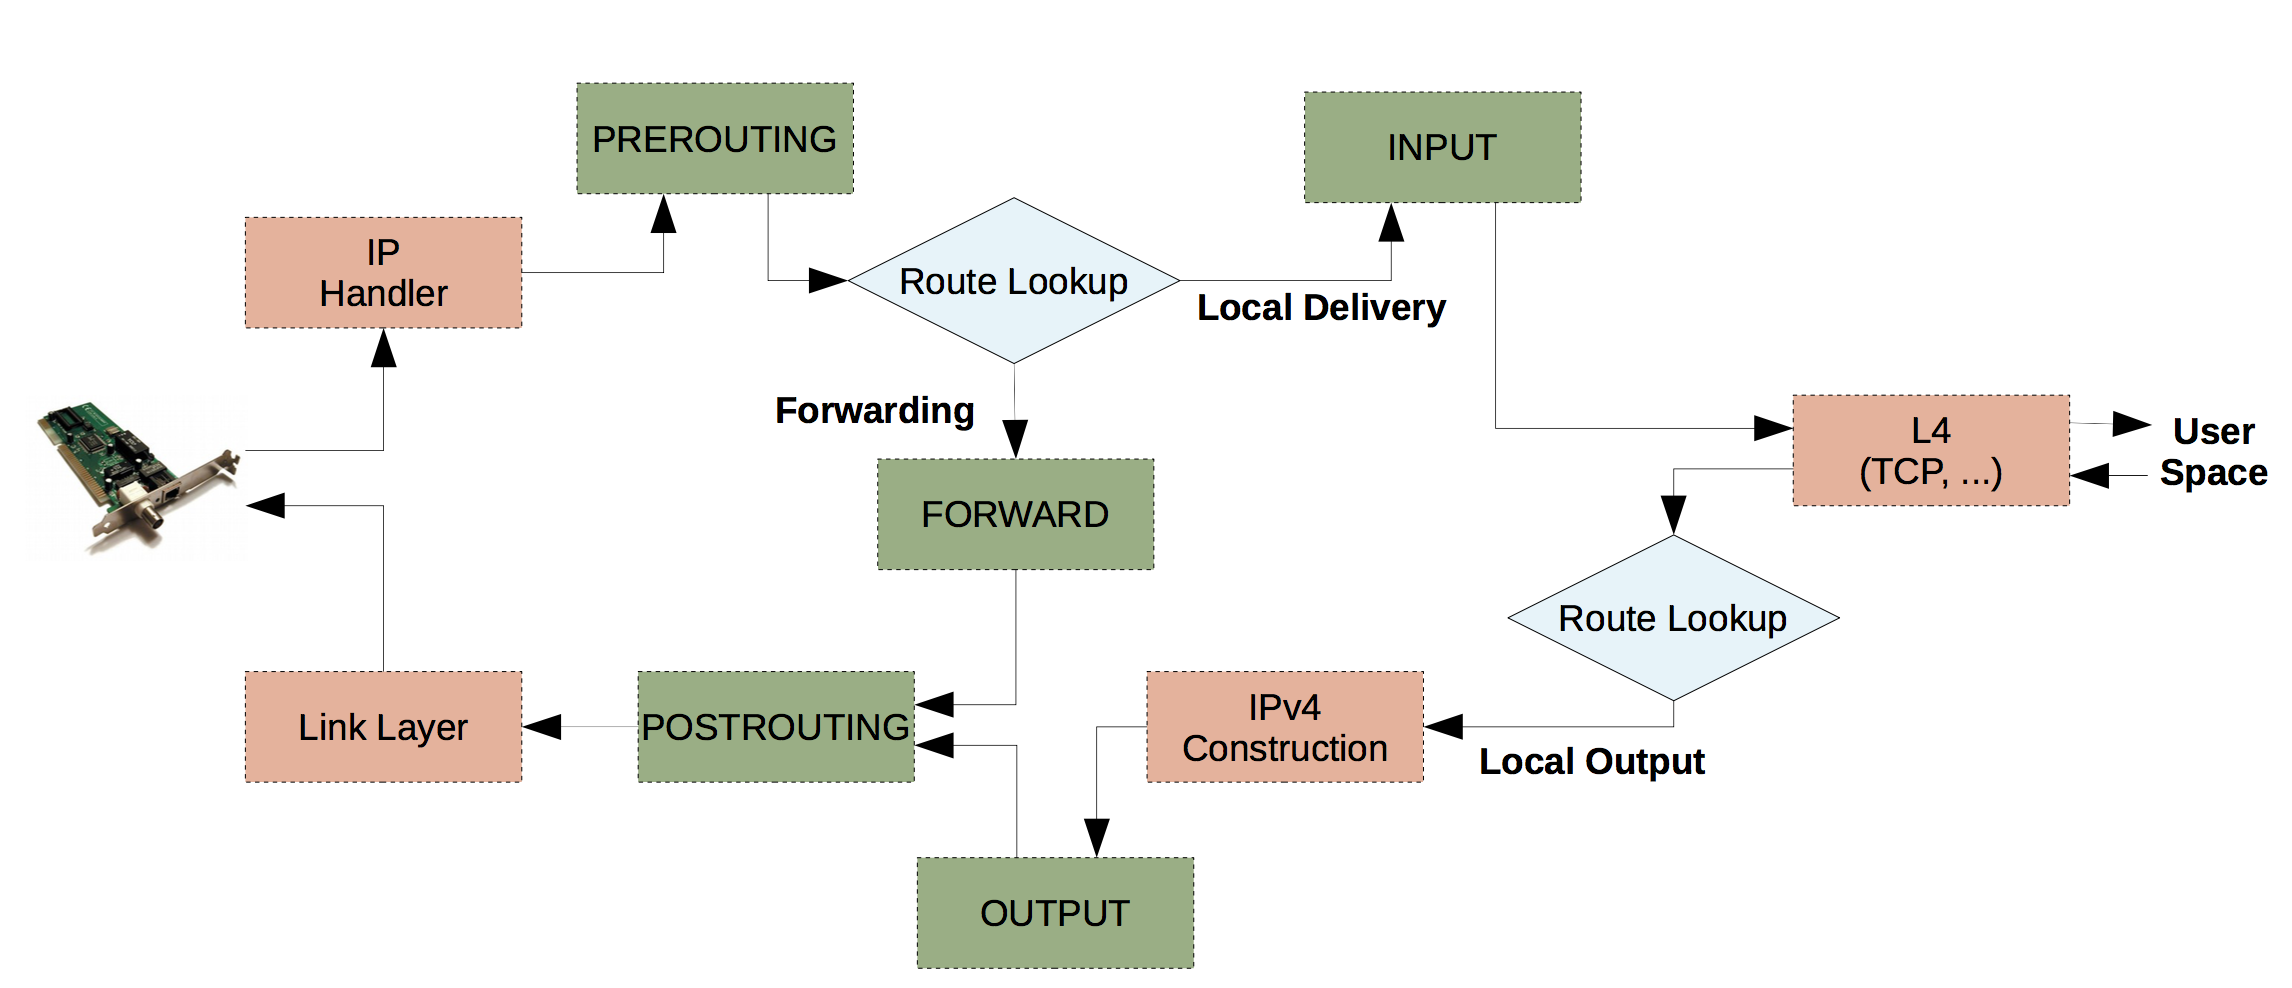 PREROUTING
INPUT
IP
Handler
Route Lookup
Local Delivery
Forwarding
L4
(TCP, ...)
User
Space
FORWARD
Route Lookup
Link Layer
POSTROUTING
IPv4
Construction
Local Output
OUTPUT